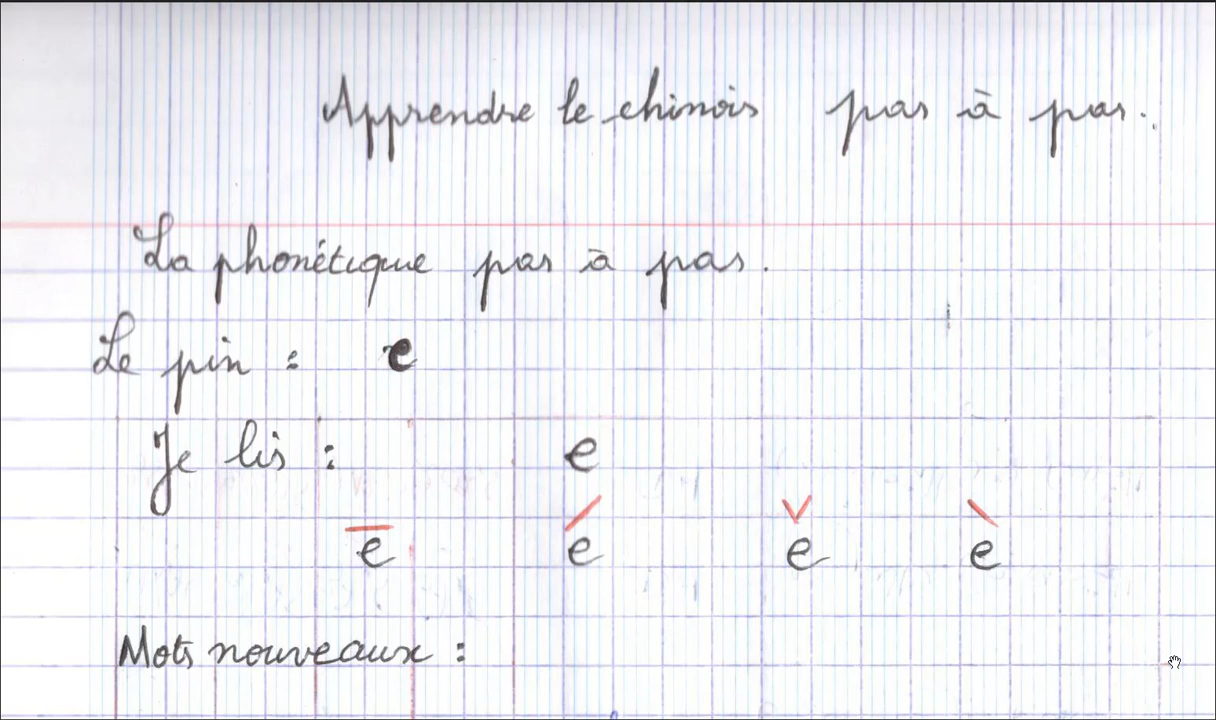 Apprendre le chinois pas à pas.
La phonétique pas à pas.
Le pin : e
Je lis : e
ē é ě è
Mots nouveaux :